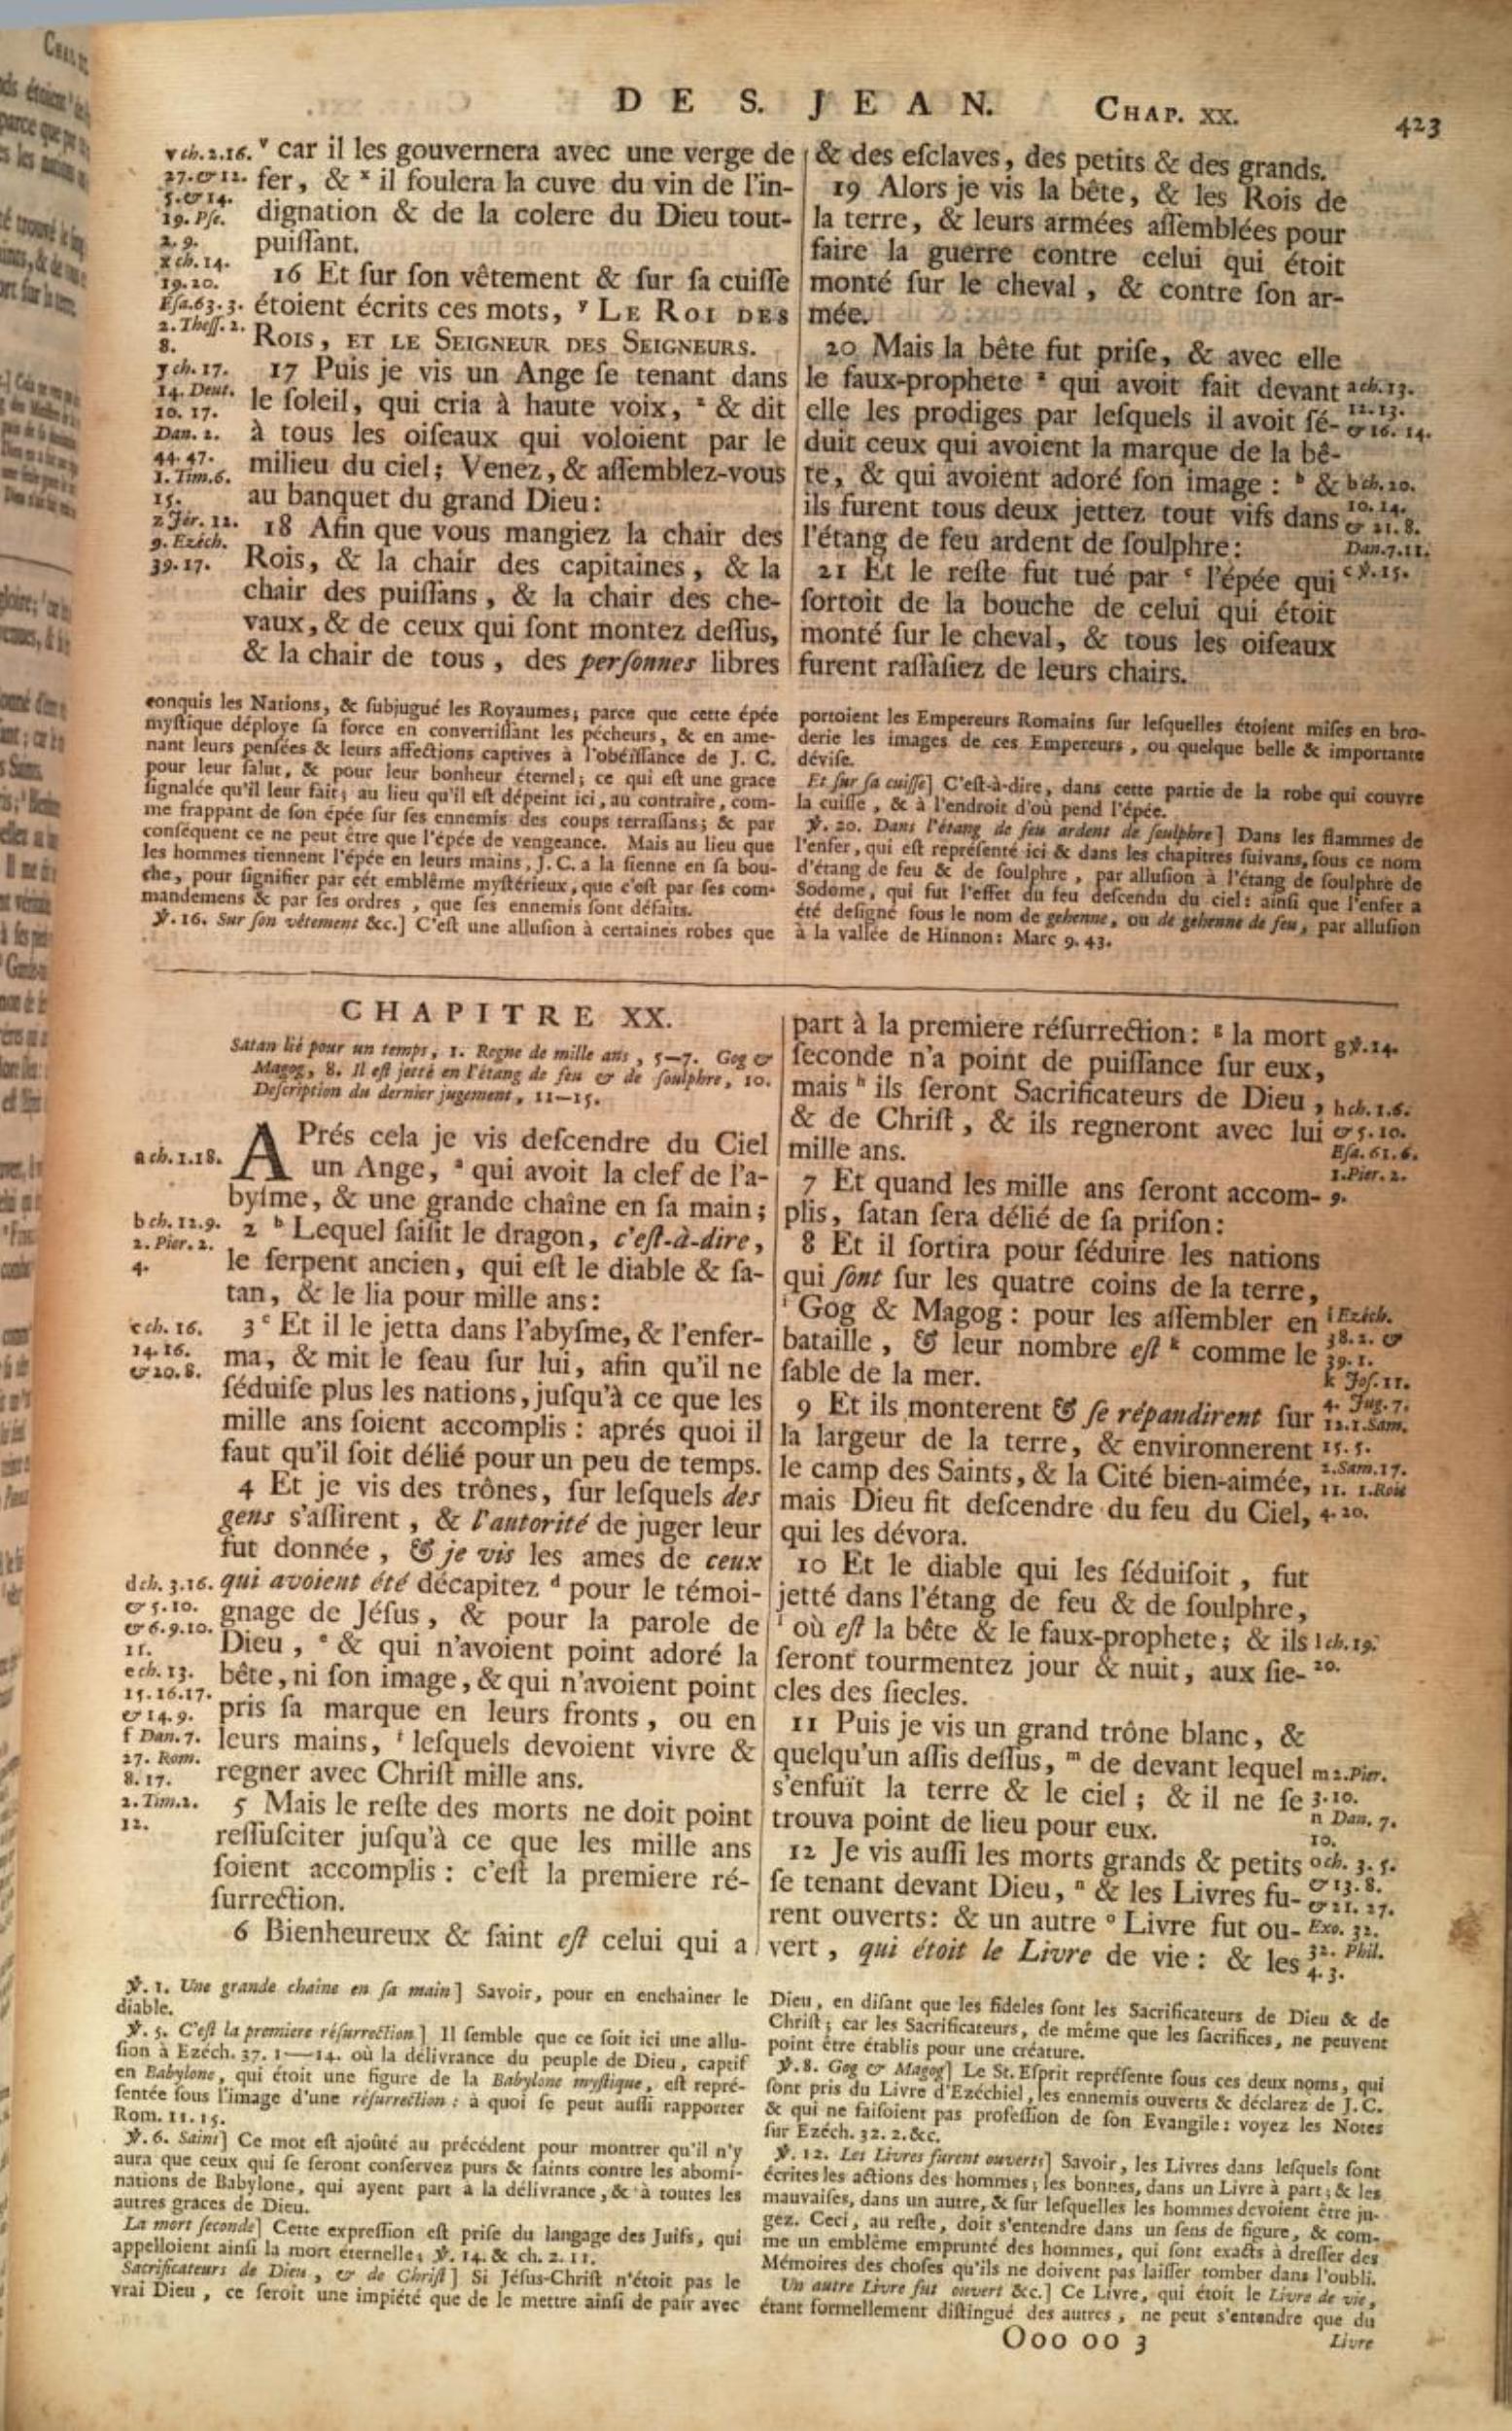 DE S. JEAN. CHAP. XX. 423
v ch. 2.16.
27. & 12.
5. & 14.
19. Pse.
2. 9.
x ch. 14.
19. 20.
Esa. 63. 3.
2. Thess. 2.
8.
y ch. 17.
14. Deut.
10. 17.
Dan. 2.
44. 47.
1. Tim. 6.
15.
z Jér. 12.
9. Ezéch.
39. 17.
ᵛ car il les gouvernera avec une verge de
fer, & ˣ il foulera la cuve du vin de l'in-
dignation & de la colere du Dieu tout-
puiſſant.
16 Et ſur ſon vêtement & ſur ſa cuiſſe
étoient écrits ces mots, ʸ LE ROI DES
ROIS, ET LE SEIGNEUR DES SEIGNEURS.
17 Puis je vis un Ange ſe tenant dans
le ſoleil, qui cria à haute voix, ᶻ & dit
à tous les oiſeaux qui voloient par le
milieu du ciel; Venez, & aſſemblez-vous
au banquet du grand Dieu:
18 Afin que vous mangiez la chair des
Rois, & la chair des capitaines, & la
chair des puiſſans, & la chair des che-
vaux, & de ceux qui ſont montez deſſus,
& la chair de tous, des perſonnes libres
& des eſclaves, des petits & des grands.
19 Alors je vis la bête, & les Rois de
la terre, & leurs armées aſſemblées pour
faire la guerre contre celui qui étoit
monté ſur le cheval, & contre ſon ar-
mée.
20 Mais la bête fut priſe, & avec elle
le faux-prophete ᵃ qui avoit fait devant
elle les prodiges par leſquels il avoit ſé-
duit ceux qui avoient la marque de la bê-
te, & qui avoient adoré ſon image: ᵇ &
ils furent tous deux jettez tout vifs dans
l'étang de feu ardent de ſoulphre:
21 Et le reſte fut tué par ᶜ l'épée qui
ſortoit de la bouche de celui qui étoit
monté ſur le cheval, & tous les oiſeaux
furent raſſaſiez de leurs chairs.
a ch. 13.
12. 13.
& 16. 14.
b ch. 20.
10. 14.
& 21. 8.
Dan. 7. 11.
c ℣. 15.
conquis les Nations, & ſubjugué les Royaumes; parce que cette épée
myſtique déploye ſa force en convertiſſant les pécheurs, & en ame-
nant leurs penſées & leurs affections captives à l'obéiſſance de J. C.
pour leur ſalut, & pour leur bonheur éternel; ce qui eſt une grace
ſignalée qu'il leur fait; au lieu qu'il eſt dépeint ici, au contraire, com-
me frappant de ſon épée ſur ſes ennemis des coups terraſſans; & par
conſéquent ce ne peut être que l'épée de vengeance. Mais au lieu que
les hommes tiennent l'épée en leurs mains, J. C. a la ſienne en ſa bou-
che, pour ſignifier par cét emblême myſtérieux, que c'eſt par ſes com-
mandemens & par ſes ordres, que ſes ennemis ſont défaits.
℣. 16. Sur ſon vêtement &c.] C'eſt une alluſion à certaines robes que
portoient les Empereurs Romains ſur leſquelles étoient miſes en bro-
derie les images de ces Empereurs, ou quelque belle & importante
déviſe.
Et ſur ſa cuiſſe] C'eſt-à-dire, dans cette partie de la robe qui couvre
la cuiſſe, & à l'endroit d'où pend l'épée.
℣. 20. Dans l'étang de feu ardent de ſoulphre] Dans les flammes de
l'enfer, qui eſt repréſenté ici & dans les chapitres ſuivans, ſous ce nom
d'étang de feu & de ſoulphre, par alluſion à l'étang de ſoulphre de
Sodome, qui fut l'effet du feu deſcendu du ciel: ainſi que l'enfer a
été deſigné ſous le nom de gehenne, ou de gehenne de feu, par alluſion
à la vallée de Hinnon: Marc 9. 43.
CHAPITRE XX.
Satan lié pour un temps, 1. Regne de mille ans, 5—7. Gog &
Magog, 8. Il eſt jetté en l'étang de feu & de ſoulphre, 10.
Deſcription du dernier jugement, 11—15.
a ch. 1.18.
b ch. 12. 9.
2. Pier. 2.
4.
c ch. 16.
14. 16.
& 20. 8.
d ch. 3.16.
& 5. 10.
& 6. 9. 10.
11.
e ch. 13.
15. 16. 17.
& 14. 9.
f Dan. 7.
27. Rom.
8. 17.
2. Tim. 2.
12.
APrés cela je vis deſcendre du Ciel
un Ange, ᵃ qui avoit la clef de l'a-
byſme, & une grande chaîne en ſa main;
2 ᵇ Lequel ſaiſit le dragon, c'eſt-à-dire,
le ſerpent ancien, qui eſt le diable & ſa-
tan, & le lia pour mille ans:
3 ᶜ Et il le jetta dans l'abyſme, & l'enfer-
ma, & mit le ſeau ſur lui, afin qu'il ne
ſéduiſe plus les nations, juſqu'à ce que les
mille ans ſoient accomplis: aprés quoi il
faut qu'il ſoit délié pour un peu de temps.
4 Et je vis des trônes, ſur leſquels des
gens s'aſſirent, & l'autorité de juger leur
fut donnée, & je vis les ames de ceux
qui avoient été décapitez ᵈ pour le témoi-
gnage de Jéſus, & pour la parole de
Dieu, ᵉ & qui n'avoient point adoré la
bête, ni ſon image, & qui n'avoient point
pris ſa marque en leurs fronts, ou en
leurs mains, ᶠ leſquels devoient vivre &
regner avec Chriſt mille ans.
5 Mais le reſte des morts ne doit point
reſſuſciter juſqu'à ce que les mille ans
ſoient accomplis: c'eſt la premiere ré-
ſurrection.
6 Bienheureux & ſaint eſt celui qui a
part à la premiere réſurrection: ᵍ la mort
ſeconde n'a point de puiſſance ſur eux,
mais ʰ ils ſeront Sacrificateurs de Dieu,
& de Chriſt, & ils regneront avec lui
mille ans.
7 Et quand les mille ans ſeront accom-
plis, ſatan ſera délié de ſa priſon:
8 Et il ſortira pour ſéduire les nations
qui ſont ſur les quatre coins de la terre,
ⁱ Gog & Magog: pour les aſſembler en
bataille, & leur nombre eſt ᵏ comme le
ſable de la mer.
9 Et ils monterent & ſe répandirent ſur
la largeur de la terre, & environnerent
le camp des Saints, & la Cité bien-aimée,
mais Dieu fit deſcendre du feu du Ciel,
qui les dévora.
10 Et le diable qui les ſéduiſoit, fut
jetté dans l'étang de feu & de ſoulphre,
ˡ où eſt la bête & le faux-prophete; & ils
ſeront tourmentez jour & nuit, aux ſie-
cles des ſiecles.
11 Puis je vis un grand trône blanc, &
quelqu'un aſſis deſſus, ᵐ de devant lequel
s'enfuït la terre & le ciel; & il ne ſe
trouva point de lieu pour eux.
12 Je vis auſſi les morts grands & petits
ſe tenant devant Dieu, ⁿ & les Livres fu-
rent ouverts: & un autre ᵒ Livre fut ou-
vert, qui étoit le Livre de vie: & les
g ℣. 14.
h ch. 1. 6.
& 5. 10.
Eſa. 61. 6.
1. Pier. 2.
9.
i Ezéch.
38. 2. &
39. 1.
k Joſ. 11.
4. Jug. 7.
12. 1. Sam.
15. 5.
2. Sam. 17.
11. 1. Rois
4. 20.
l ch. 19.
20.
m 2. Pier.
3. 10.
n Dan. 7.
10.
o ch. 3. 5.
& 13. 8.
& 21. 27.
Exo. 32.
32. Phil.
4. 3.
℣. 1. Une grande chaîne en ſa main] Savoir, pour en enchaîner le
diable.
℣. 5. C'eſt la premiere réſurrection] Il ſemble que ce ſoit ici une allu-
ſion à Ezéch. 37. 1—14. où la délivrance du peuple de Dieu, captif
en Babylone, qui étoit une figure de la Babylone myſtique, eſt repré-
ſentée ſous l'image d'une réſurrection: à quoi ſe peut auſſi rapporter
Rom. 11. 15.
℣. 6. Saint] Ce mot eſt ajoûté au précédent pour montrer qu'il n'y
aura que ceux qui ſe ſeront conſervez purs & ſaints contre les abomi-
nations de Babylone, qui ayent part à la délivrance, & à toutes les
autres graces de Dieu.
La mort ſeconde] Cette expreſſion eſt priſe du langage des Juifs, qui
appelloient ainſi la mort éternelle; ℣. 14. & ch. 2. 11.
Sacrificateurs de Dieu, & de Chriſt] Si Jéſus-Chriſt n'étoit pas le
vrai Dieu, ce ſeroit une impiété que de le mettre ainſi de pair avec
Dieu, en diſant que les fideles ſont les Sacrificateurs de Dieu & de
Chriſt; car les Sacrificateurs, de même que les ſacrifices, ne peuvent
point être établis pour une créature.
℣. 8. Gog & Magog] Le St. Eſprit repréſente ſous ces deux noms, qui
ſont pris du Livre d'Ezéchiel, les ennemis ouverts & déclarez de J. C.
& qui ne faiſoient pas profeſſion de ſon Evangile: voyez les Notes
ſur Ezéch. 32. 2. &c.
℣. 12. Les Livres furent ouverts] Savoir, les Livres dans leſquels ſont
écrites les actions des hommes; les bonnes, dans un Livre à part; & les
mauvaiſes, dans un autre, & ſur leſquelles les hommes devoient être ju-
gez. Ceci, au reſte, doit s'entendre dans un ſens de figure, & com-
me un emblême emprunté des hommes, qui ſont exacts à dreſſer des
Mémoires des choſes qu'ils ne doivent pas laiſſer tomber dans l'oubli.
Un autre Livre fut ouvert &c.] Ce Livre, qui étoit le Livre de vie,
étant formellement diſtingué des autres, ne peut s'entendre que du
Ooo oo 3 Livre